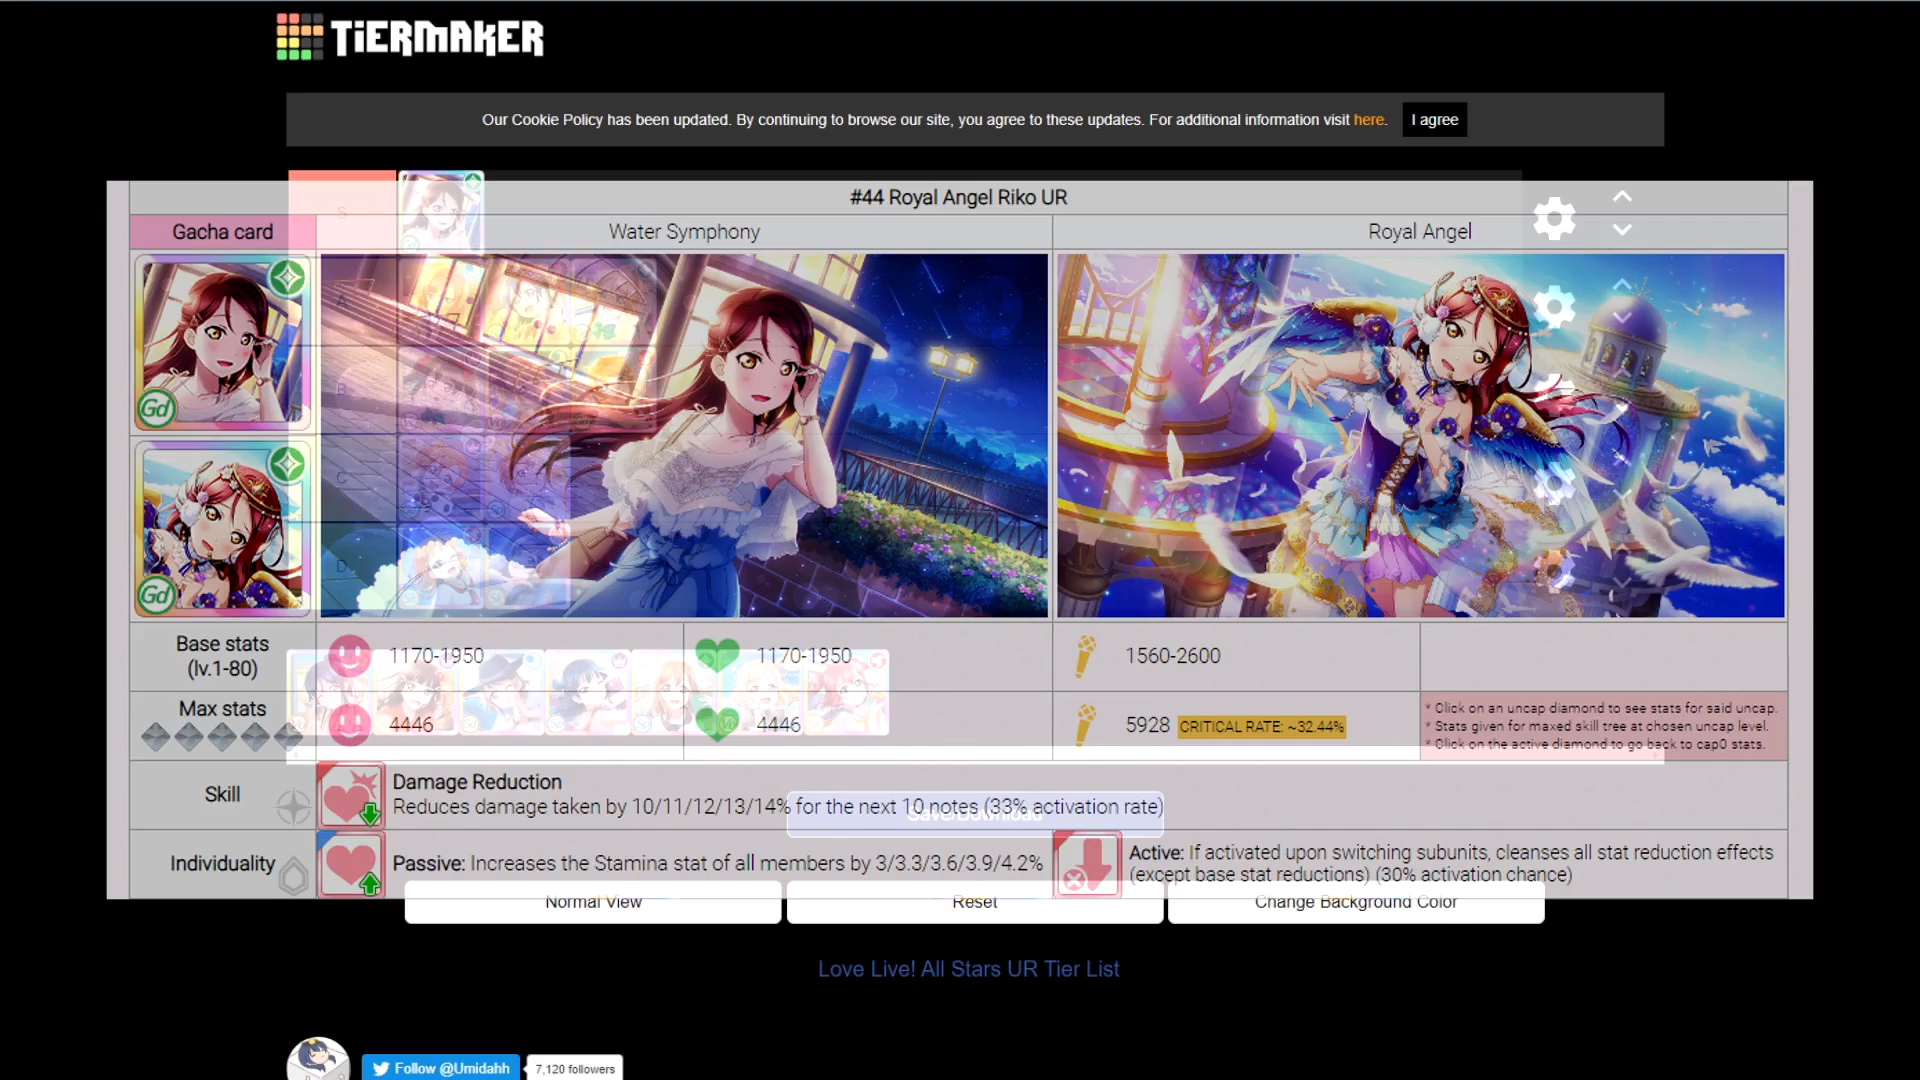 TiERMAKER
Our Cookie Policy has been updated. By continuing to browse our site, you agree to these updates. For additional information visit here.
I agree
#44 Royal Angel Riko UR
Gacha card
Water Symphony
Royal Angel
S
A
B
C
D
Gd
Gd
Base stats
(lv.1-80)
1170-1950
1170-1950
1560-2600
Max stats
4446
4446
5928 CRITICAL RATE: ~32.44%
* Click on an uncap diamond to see stats for said uncap.
* Stats given for maxed skill tree at chosen uncap level.
* Click on the active diamond to go back to cap0 stats.
Skill
Damage Reduction
Reduces damage taken by 10/11/12/13/14% for the next 10 notes (33% activation rate)
Save/Download
Individuality
Passive: Increases the Stamina stat of all members by 3/3.3/3.6/3.9/4.2%
Active: If activated upon switching subunits, cleanses all stat reduction effects
(except base stat reductions) (30% activation chance)
Normal View
Reset
Change Background Color
Love Live! All Stars UR Tier List
Follow @Umidahh
7,120 followers